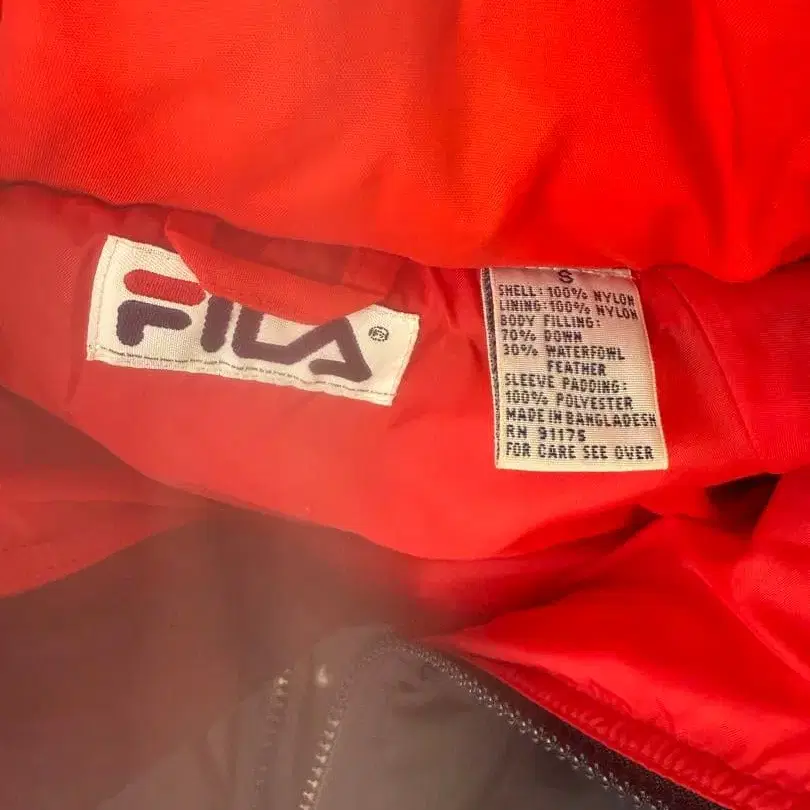 FILA
®
S
SHELL: 100% NYLON
LINING: 100% NYLON
BODY FILLING:
70% DOWN
30% WATERFOWL
FEATHER
SLEEVE PADDING:
100% POLYESTER
MADE IN BANGLADESH
RN 91175
FOR CARE SEE OVER